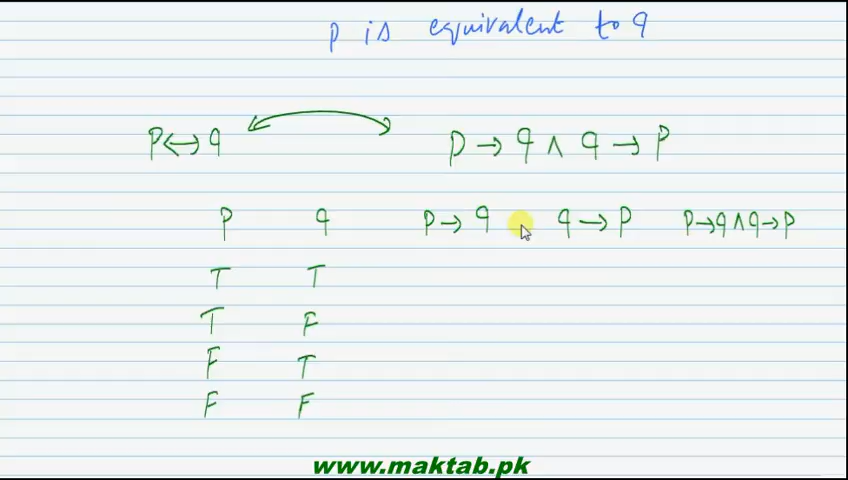 p is equivalent to q
P↔q P→q ∧ q→P
P q P→q q→P P→q∧q→P
T T
T F
F T
F F
www.maktab.pk